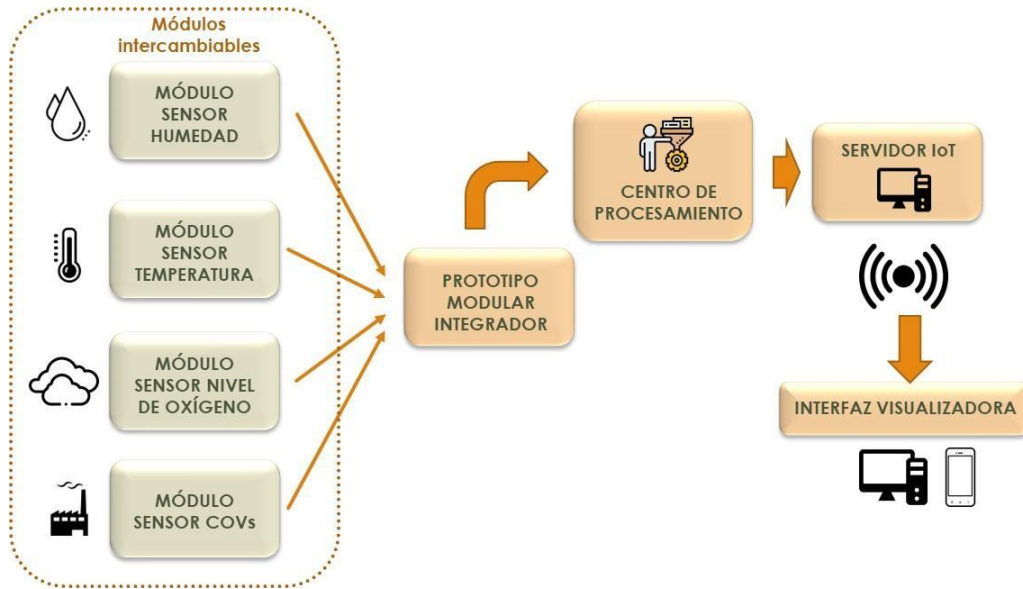 Módulos
intercambiables
MÓDULO
SENSOR
HUMEDAD
MÓDULO
SENSOR
TEMPERATURA
MÓDULO
SENSOR NIVEL
DE OXÍGENO
MÓDULO
SENSOR COVs
PROTOTIPO
MODULAR
INTEGRADOR
CENTRO DE
PROCESAMIENTO
SERVIDOR IoT
INTERFAZ VISUALIZADORA